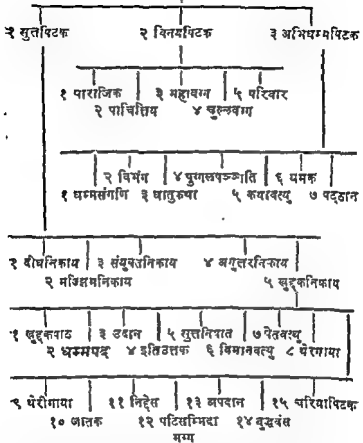 १ सुत्तपिटक २ विनयपिटक ३ अभिधम्मपिटक
१ पाराजिक ३ महावग्ग ५ परिवार
२ पाचित्तिय ४ चुल्लवग्ग
२ विभंग ४ पुग्गलपञ्ञाति ६ यमक
१ धम्मसंगणि ३ धातुकथा ५ कथावत्थु ७ पट्ठान
१ दीघनिकाय ३ संयुक्तनिकाय ४ अंगुत्तरनिकाय
२ मज्झिमनिकाय ५ खुद्दकनिकाय
१ खुद्दकपाठ ३ उदान ५ सुत्तनिपात ७ पेतवत्थु
२ धम्मपद ४ इतिउत्तक ६ विमानवत्थु ८ थेरगाथा
९ थेरीगाथा ११ निद्देस १३ अपदान १५ चरियापिटक
१० जातक १२ पटिसम्भिदा १४ बुद्धवंस
मग्ग